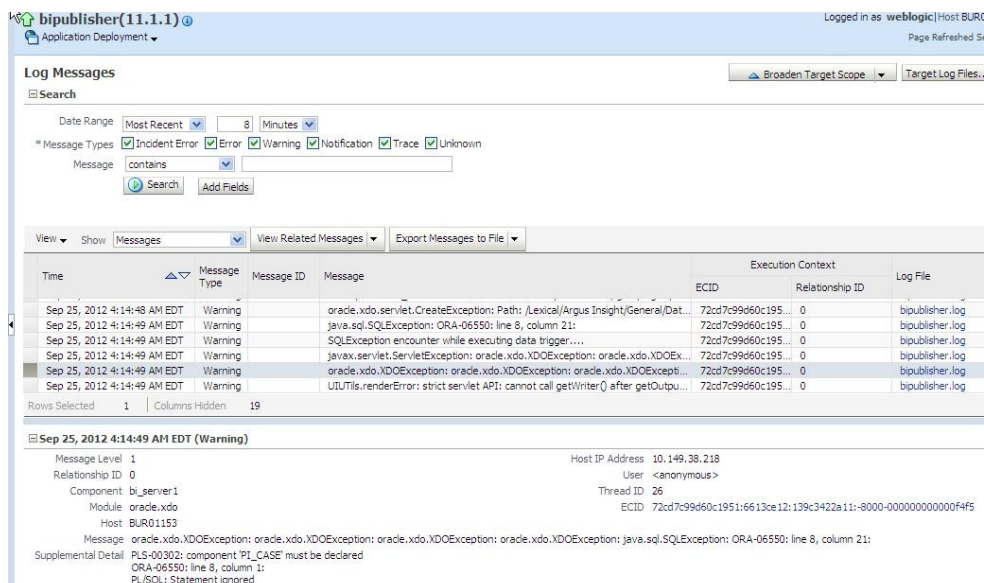 bipublisher(11.1.1)
Logged in as weblogic|Host BURO
Application Deployment
Page Refreshed Se
Log Messages
Broaden Target Scope
Target Log Files..
Search
Date Range Most Recent 8 Minutes
* Message Types Incident Error Error Warning Notification Trace Unknown
Message contains
Search Add Fields
View Show Messages View Related Messages Export Messages to File
Time Message Type Message ID Message Execution Context Log File
ECID Relationship ID
Sep 25, 2012 4:14:48 AM EDT Warning oracle.xdo.servlet.CreateException: Path: /Lexical/Argus Insight/General/Dat... 72cd7c99d60c195... 0 bipublisher.log
Sep 25, 2012 4:14:49 AM EDT Warning java.sql.SQLException: ORA-06550: line 8, column 21: 72cd7c99d60c195... 0 bipublisher.log
Sep 25, 2012 4:14:49 AM EDT Warning SQLException encounter while executing data trigger.... 72cd7c99d60c195... 0 bipublisher.log
Sep 25, 2012 4:14:49 AM EDT Warning javax.servlet.ServletException: oracle.xdo.XDOException: oracle.xdo.XDOEx... 72cd7c99d60c195... 0 bipublisher.log
Sep 25, 2012 4:14:49 AM EDT Warning oracle.xdo.XDOException: oracle.xdo.XDOException: oracle.xdo.XDOExcepti... 72cd7c99d60c195... 0 bipublisher.log
Sep 25, 2012 4:14:49 AM EDT Warning UIUtils.renderError: strict servlet API: cannot call getWriter() after getOutpu... 72cd7c99d60c195... 0 bipublisher.log
Rows Selected 1 Columns Hidden 19
Sep 25, 2012 4:14:49 AM EDT (Warning)
Message Level 1 Host IP Address 10.149.38.218
Relationship ID 0 User <anonymous>
Component bi_server1 Thread ID 26
Module oracle.xdo ECID 72cd7c99d60c1951:6613ce12:139c3422a11:-8000-000000000000f4f5
Host BUR01153
Message oracle.xdo.XDOException: oracle.xdo.XDOException: oracle.xdo.XDOException: oracle.xdo.XDOException: java.sql.SQLException: ORA-06550: line 8, column 21:
Supplemental Detail PLS-00302: component 'PI_CASE' must be declared
ORA-06550: line 8, column 1:
PL/SQL: Statement ignored